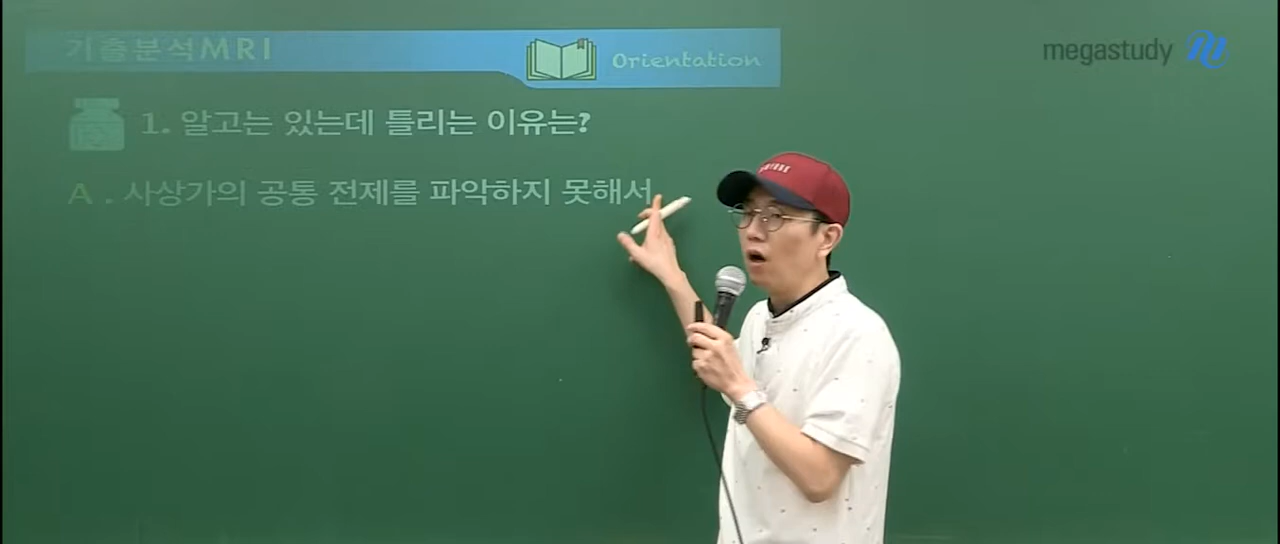 기출분석MRI
Orientation
megastudy
1. 알고는 있는데 틀리는 이유는?
A. 사상가의 공통 전제를 파악하지 못해서